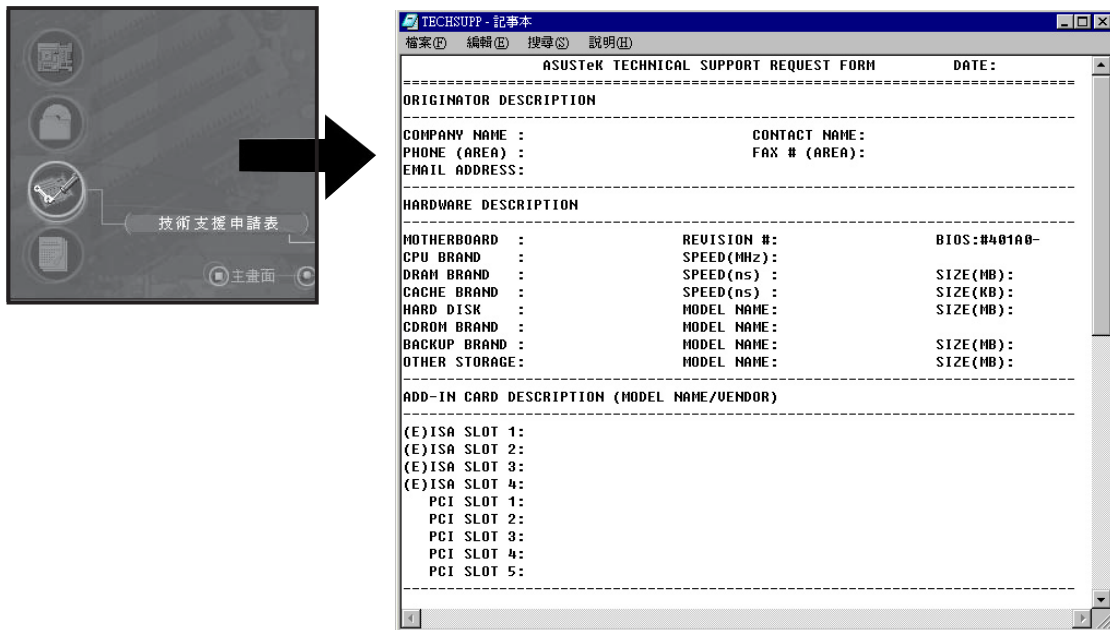 技術支援申請表
主畫面
TECHSUPP - 記事本
檔案(F) 編輯(E) 搜尋(S) 說明(H)
ASUSTeK TECHNICAL SUPPORT REQUEST FORM DATE:
==========================================================================
ORIGINATOR DESCRIPTION
--------------------------------------------------------------------------
COMPANY NAME : CONTACT NAME:
PHONE (AREA) : FAX # (AREA):
EMAIL ADDRESS:
--------------------------------------------------------------------------
HARDWARE DESCRIPTION
--------------------------------------------------------------------------
MOTHERBOARD : REVISION #: BIOS:#401A0-
CPU BRAND : SPEED(MHz):
DRAM BRAND : SPEED(ns) : SIZE(MB):
CACHE BRAND : SPEED(ns) : SIZE(KB):
HARD DISK : MODEL NAME: SIZE(MB):
CDROM BRAND : MODEL NAME:
BACKUP BRAND : MODEL NAME: SIZE(MB):
OTHER STORAGE: MODEL NAME: SIZE(MB):
--------------------------------------------------------------------------
ADD-IN CARD DESCRIPTION (MODEL NAME/VENDOR)
--------------------------------------------------------------------------
(E)ISA SLOT 1:
(E)ISA SLOT 2:
(E)ISA SLOT 3:
(E)ISA SLOT 4:
PCI SLOT 1:
PCI SLOT 2:
PCI SLOT 3:
PCI SLOT 4:
PCI SLOT 5:
--------------------------------------------------------------------------